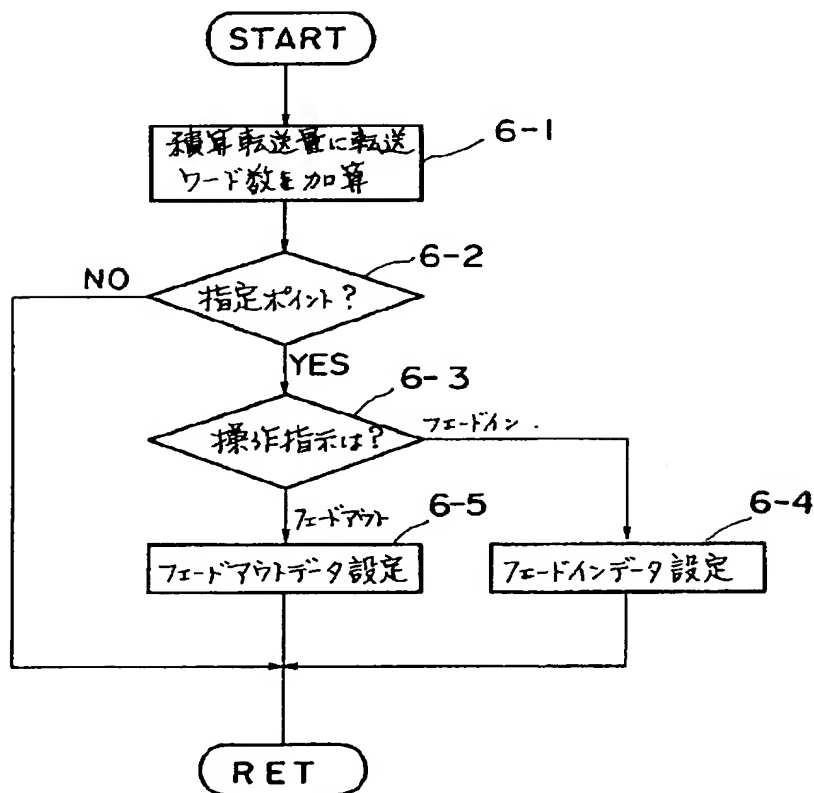 START
積算転送量に転送
ワード数を加算
6-1
6-2
NO
指定ポイント?
YES
6-3
操作指示は?
フェードイン
フェードアウト
6-5
6-4
フェードアウトデータ設定
フェードインデータ設定
RET